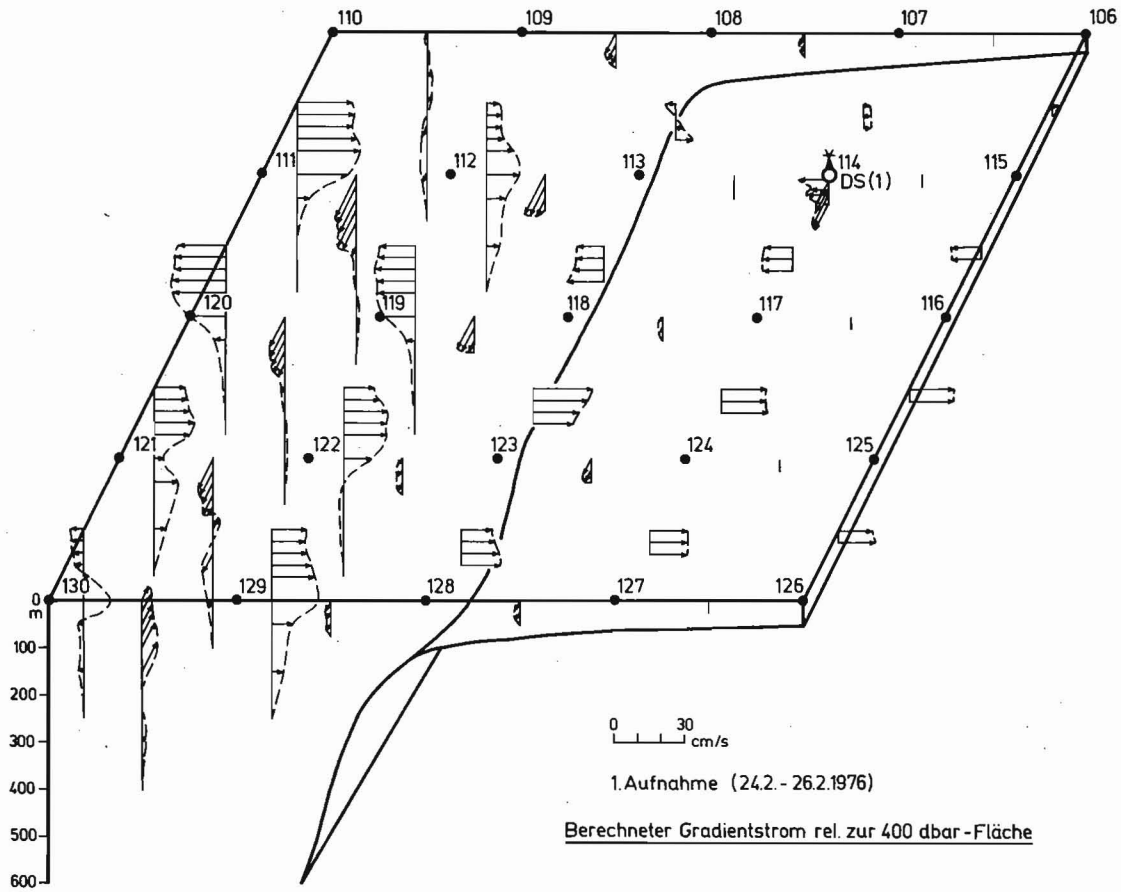 110 109 108 107 106
111 112 113 114 115
DS(1)
120 119 118 117 116
121 122 123 124 125
130 129 128 127 126
0
m
100
200
300
400
500
600
0 30
cm/s
1. Aufnahme (24.2. - 26.2.1976)
Berechneter Gradientstrom rel. zur 400 dbar - Fläche